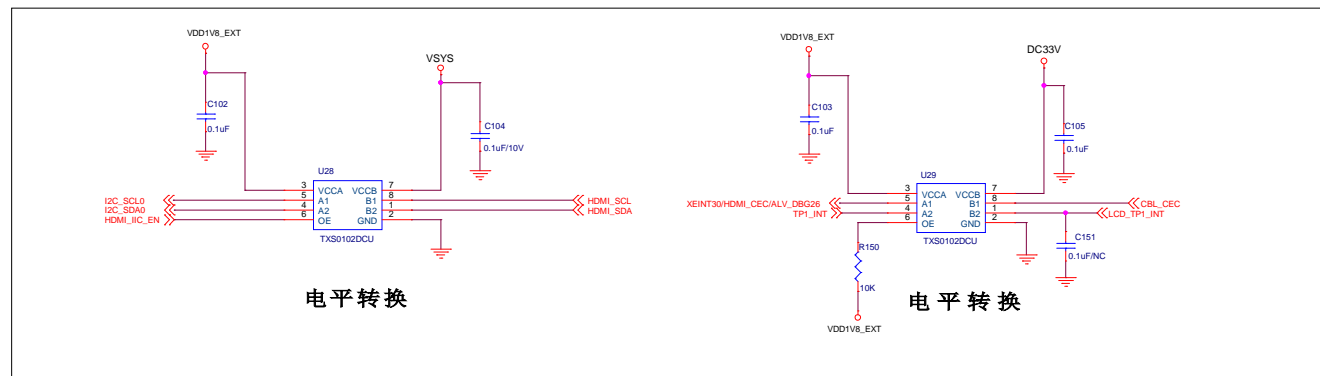 VDD1V8_EXT
VSYS
C102
0.1uF
C104
0.1uF/10V
U28
3 VCCA VCCB 7
I2C_SCL0 5 A1 B1 8 HDMI_SCL
I2C_SDA0 4 A2 B2 1 HDMI_SDA
HDMI_IIC_EN 6 OE GND 2
TXS0102DCU
电平转换
VDD1V8_EXT
DC33V
C103
0.1uF
C105
0.1uF
U29
3 VCCA VCCB 7
XEINT30/HDMI_CEC/ALV_DBG26 5 A1 B1 8 CBL_CEC
TP1_INT 4 A2 B2 1 LCD_TP1_INT
6 OE GND 2
TXS0102DCU
C151
0.1uF/NC
R150
10K
VDD1V8_EXT
电平转换